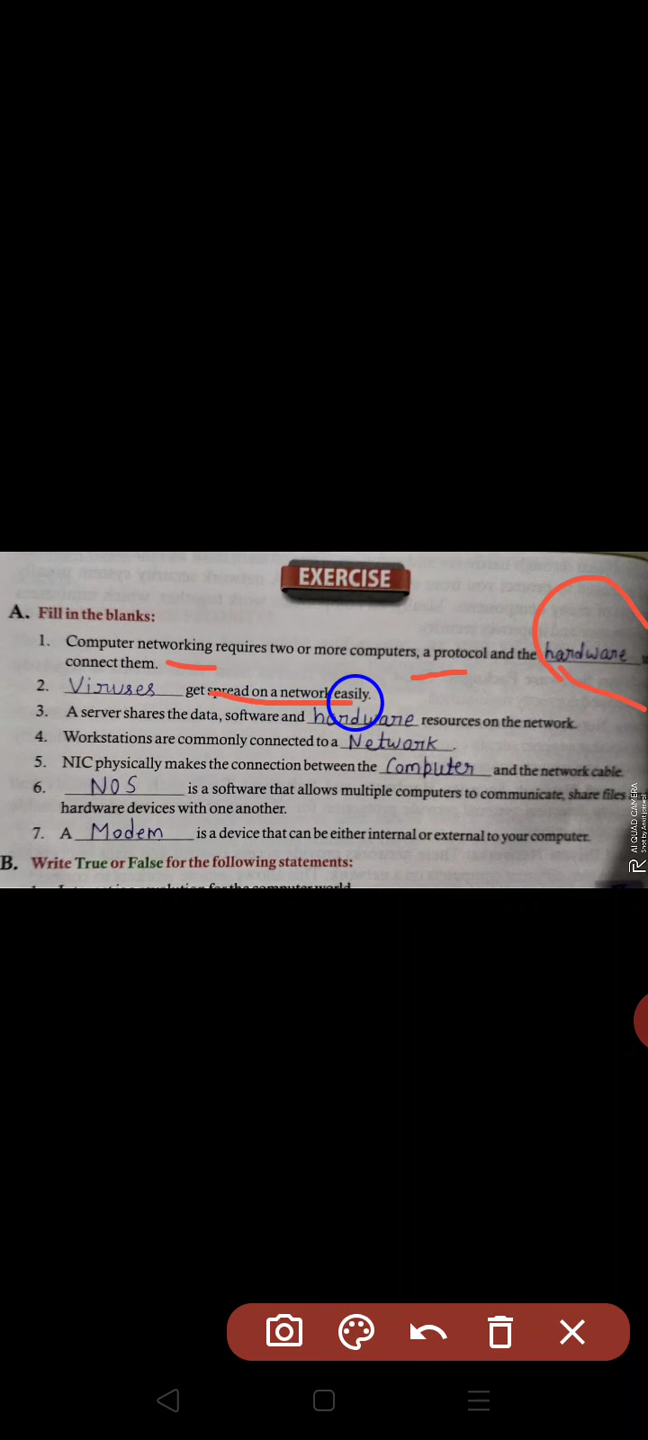 EXERCISE
A. Fill in the blanks:
1. Computer networking requires two or more computers, a protocol and the hardware
connect them.
2. Viruses get spread on a network easily.
3. A server shares the data, software and hardware resources on the network.
4. Workstations are commonly connected to a Network.
5. NIC physically makes the connection between the Computer and the network cable.
6. NOS is a software that allows multiple computers to communicate, share files
hardware devices with one another.
7. A Modem is a device that can be either internal or external to your computer.
B. Write True or False for the following statements:
AI QUAD CAMERA